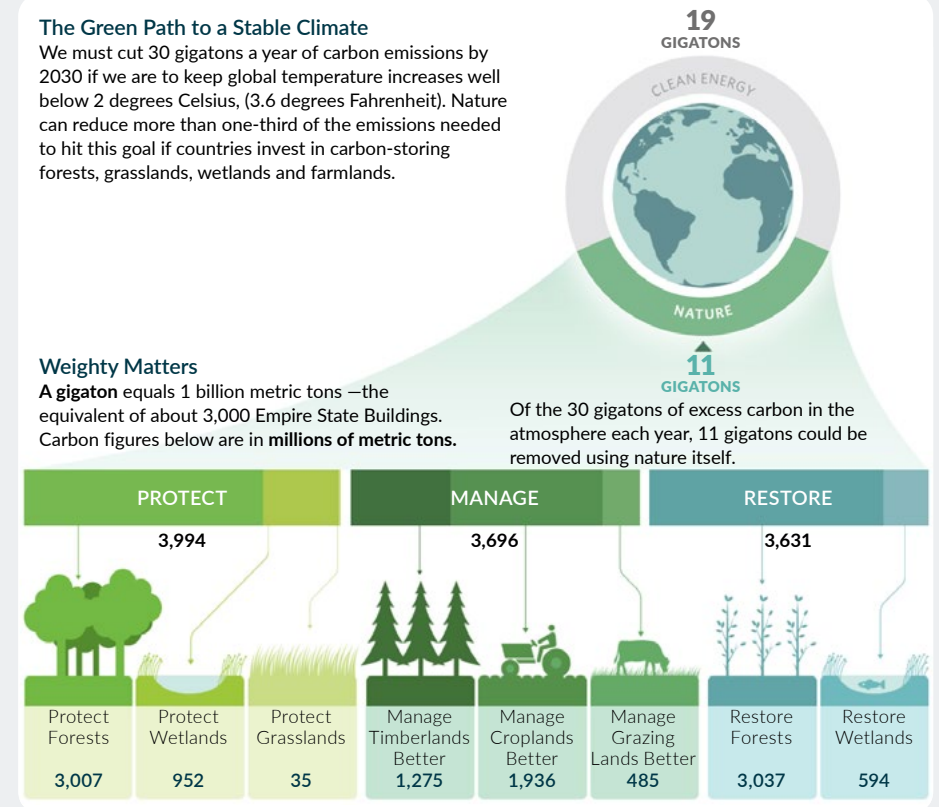 The Green Path to a Stable Climate
We must cut 30 gigatons a year of carbon emissions by
2030 if we are to keep global temperature increases well
below 2 degrees Celsius, (3.6 degrees Fahrenheit). Nature
can reduce more than one-third of the emissions needed
to hit this goal if countries invest in carbon-storing
forests, grasslands, wetlands and farmlands.
19
GIGATONS
CLEAN ENERGY
NATURE
11
GIGATONS
Of the 30 gigatons of excess carbon in the
atmosphere each year, 11 gigatons could be
removed using nature itself.
Weighty Matters
A gigaton equals 1 billion metric tons —the
equivalent of about 3,000 Empire State Buildings.
Carbon figures below are in millions of metric tons.
PROTECT
3,994
MANAGE
3,696
RESTORE
3,631
Protect
Forests
3,007
Protect
Wetlands
952
Protect
Grasslands
35
Manage
Timberlands
Better
1,275
Manage
Croplands
Better
1,936
Manage
Grazing
Lands Better
485
Restore
Forests
3,037
Restore
Wetlands
594